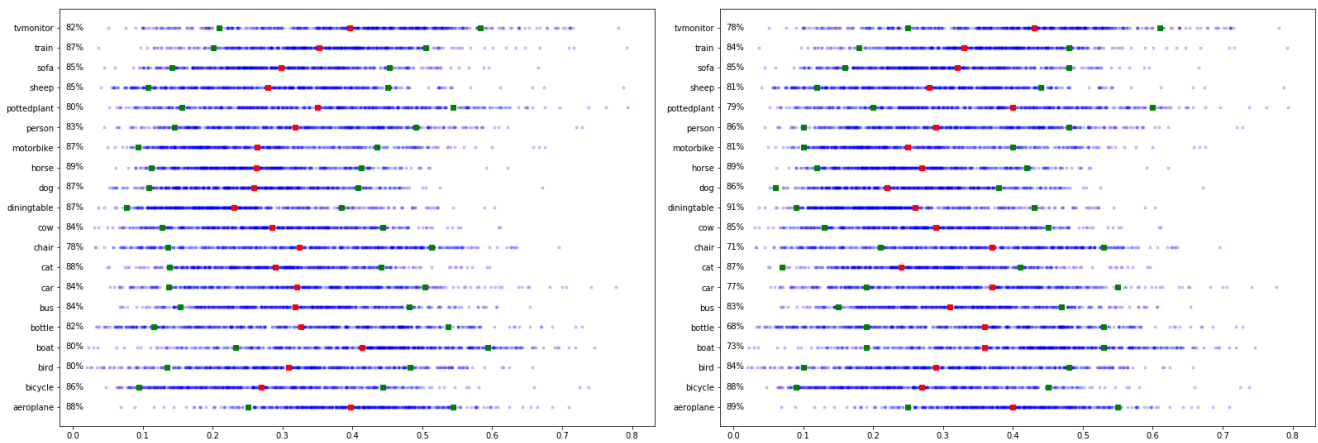 tvmonitor 82%
train 87%
sofa 85%
sheep 85%
pottedplant 80%
person 83%
motorbike 87%
horse 89%
dog 87%
diningtable 87%
cow 84%
chair 78%
cat 88%
car 84%
bus 84%
bottle 82%
boat 80%
bird 80%
bicycle 86%
aeroplane 88%
0.0 0.1 0.2 0.3 0.4 0.5 0.6 0.7 0.8
tvmonitor 78%
train 84%
sofa 85%
sheep 81%
pottedplant 79%
person 86%
motorbike 81%
horse 89%
dog 86%
diningtable 91%
cow 85%
chair 71%
cat 87%
car 77%
bus 83%
bottle 68%
boat 73%
bird 84%
bicycle 88%
aeroplane 89%
0.0 0.1 0.2 0.3 0.4 0.5 0.6 0.7 0.8